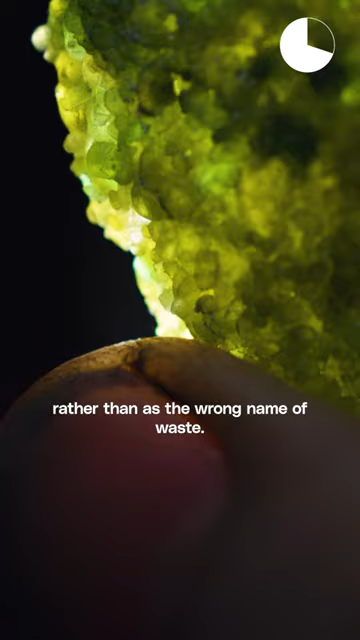 rather than as the wrong name of
waste.